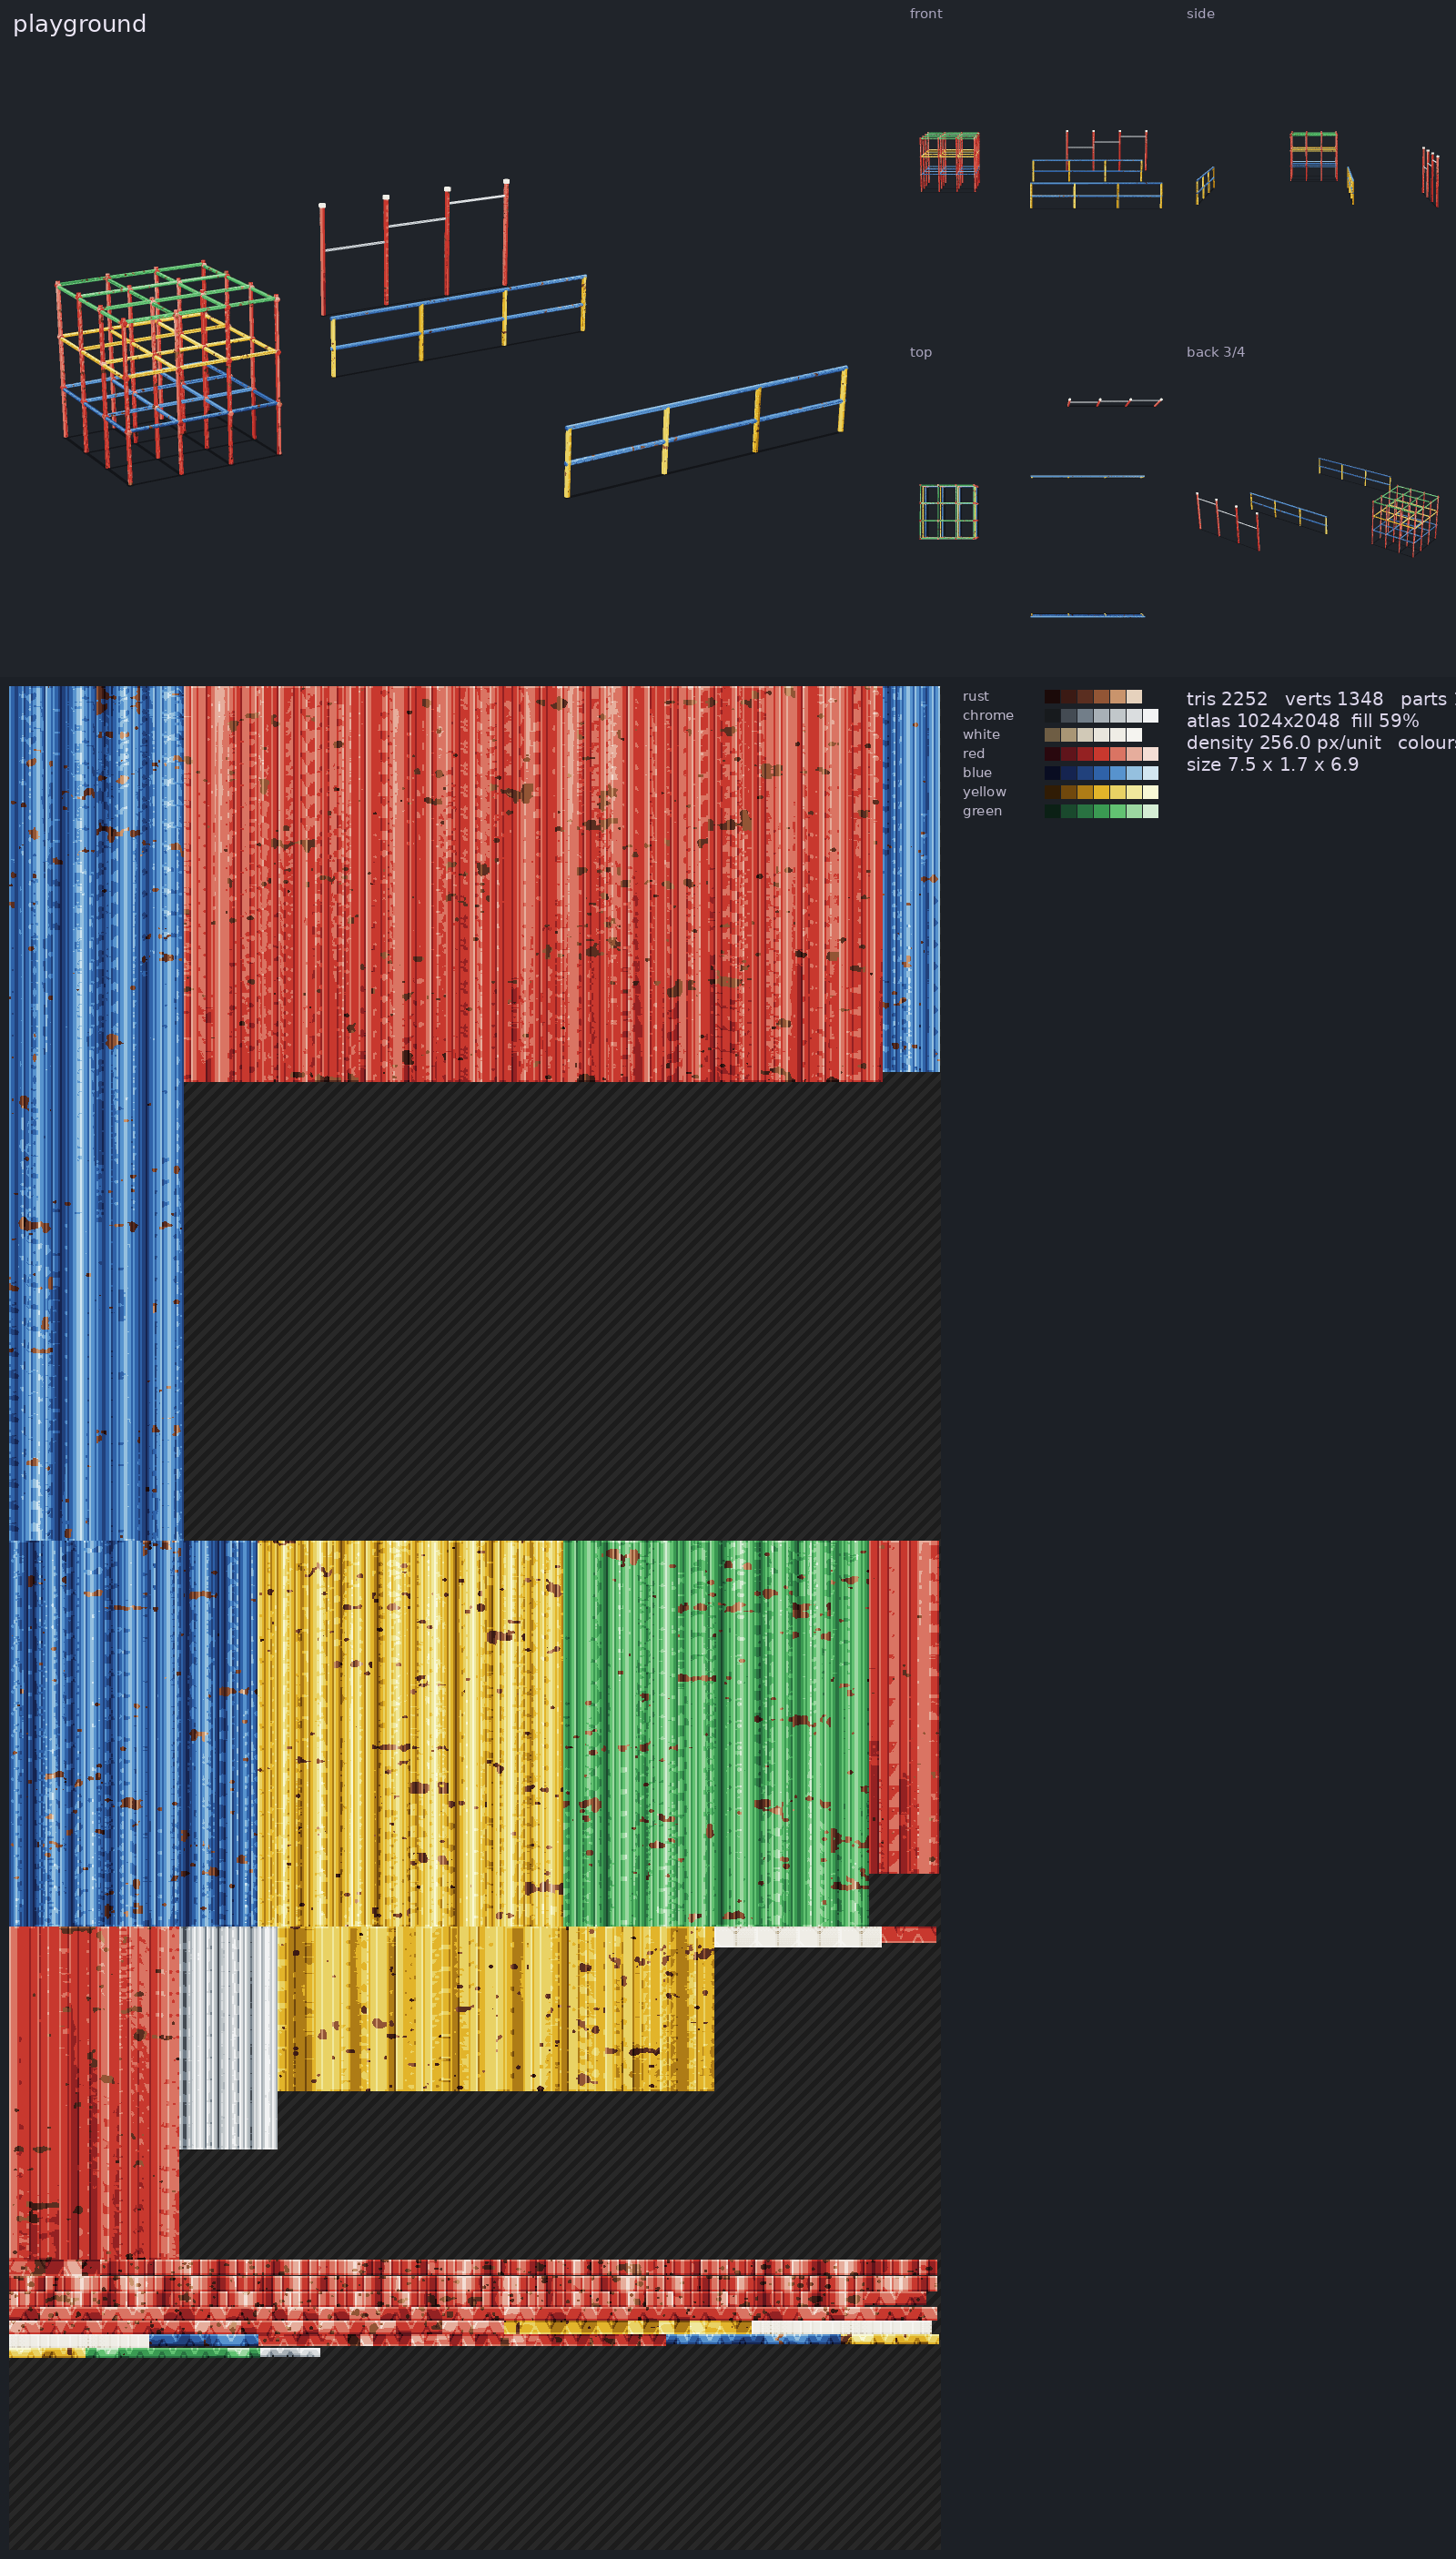 playground
front
side
top
back 3/4
rust
chrome
white
red
blue
yellow
green
tris 2252 verts 1348 parts
atlas 1024x2048 fill 59%
density 256.0 px/unit colour
size 7.5 x 1.7 x 6.9